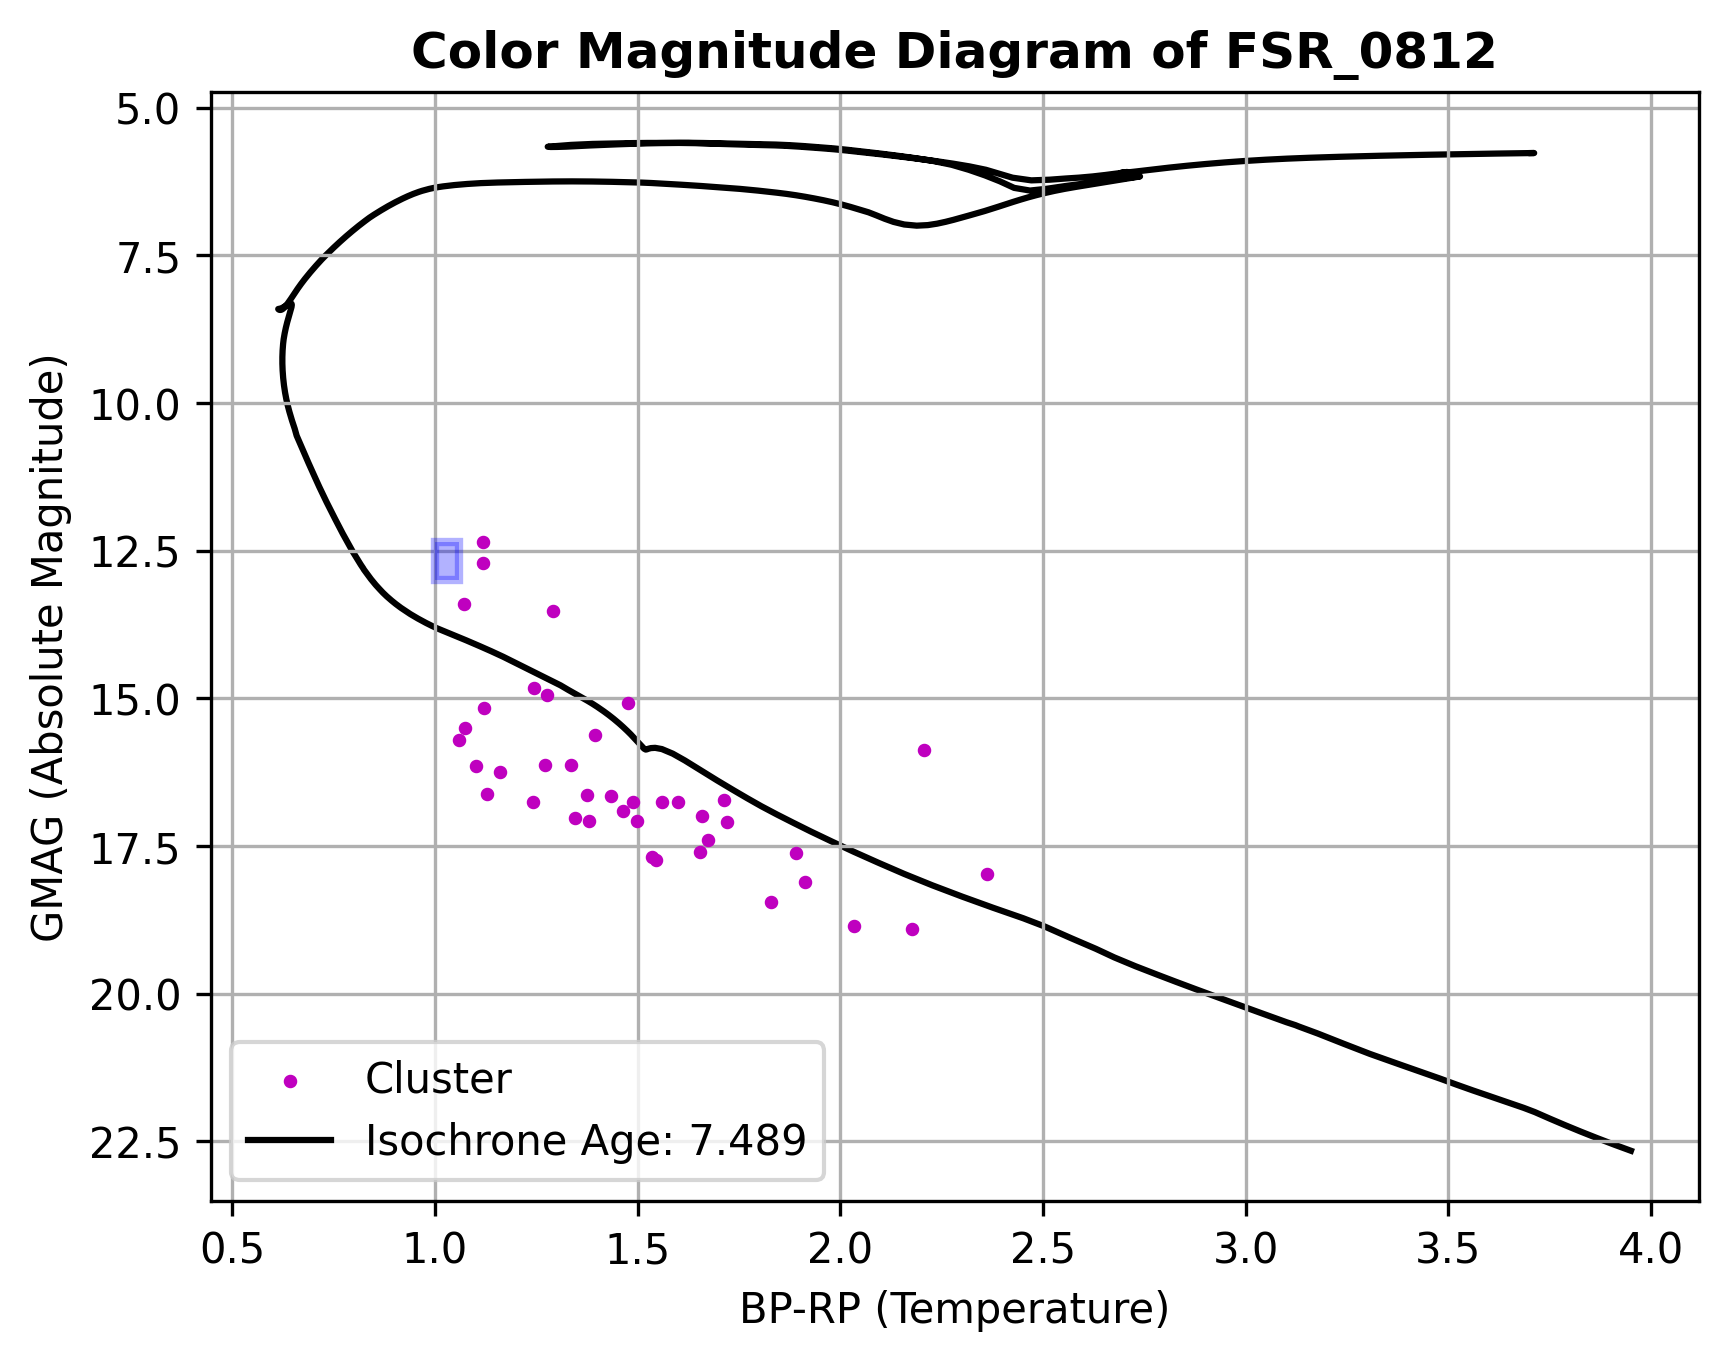 Color Magnitude Diagram of FSR_0812
GMAG (Absolute Magnitude)
5.0
7.5
10.0
12.5
15.0
17.5
20.0
22.5
Cluster
Isochrone Age: 7.489
0.5 1.0 1.5 2.0 2.5 3.0 3.5 4.0
BP-RP (Temperature)